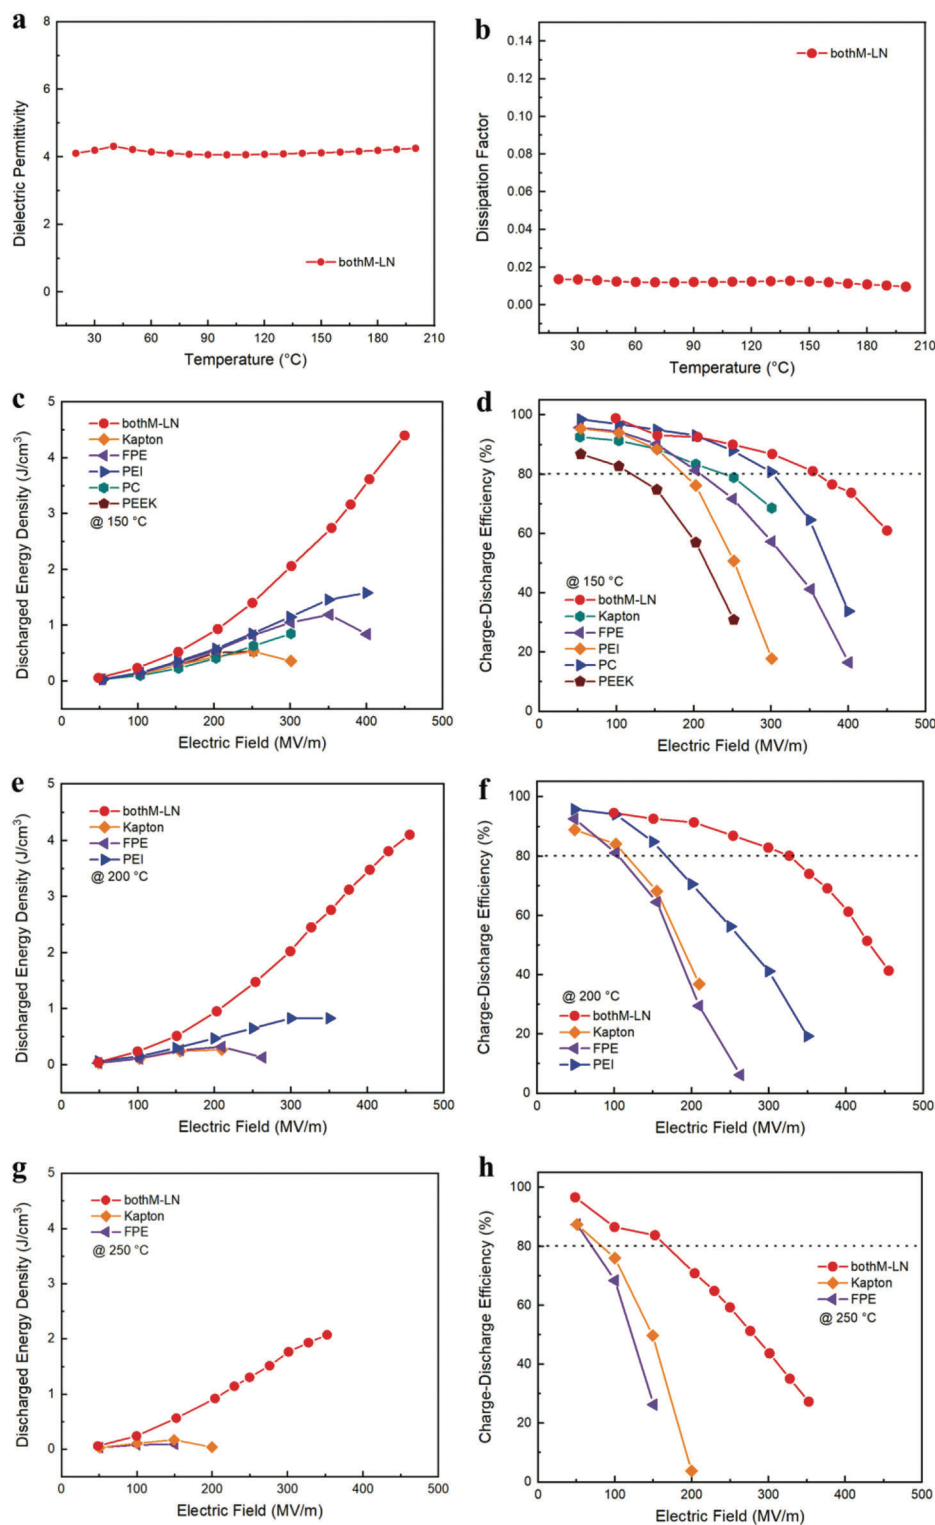 a
8
6
4
2
0
Dielectric Permittivity
bothM-LN
30 60 90 120 150 180 210
Temperature (°C)
b
0.14
0.12
0.10
0.08
0.06
0.04
0.02
0.00
Dissipation Factor
bothM-LN
30 60 90 120 150 180 210
Temperature (°C)
c
5
4
3
2
1
0
Discharged Energy Density (J/cm³)
bothM-LN
Kapton
FPE
PEI
PC
PEEK
@ 150 °C
0 100 200 300 400 500
Electric Field (MV/m)
d
100
80
60
40
20
0
Charge-Discharge Efficiency (%)
@ 150 °C
bothM-LN
Kapton
FPE
PEI
PC
PEEK
0 100 200 300 400 500
Electric Field (MV/m)
e
5
4
3
2
1
0
Discharged Energy Density (J/cm³)
bothM-LN
Kapton
FPE
PEI
@ 200 °C
0 100 200 300 400 500
Electric Field (MV/m)
f
100
80
60
40
20
0
Charge-Discharge Efficiency (%)
@ 200 °C
bothM-LN
Kapton
FPE
PEI
0 100 200 300 400 500
Electric Field (MV/m)
g
5
4
3
2
1
0
Discharged Energy Density (J/cm³)
bothM-LN
Kapton
FPE
@ 250 °C
0 100 200 300 400 500
Electric Field (MV/m)
h
100
80
60
40
20
0
Charge-Discharge Efficiency (%)
bothM-LN
Kapton
FPE
@ 250 °C
0 100 200 300 400 500
Electric Field (MV/m)